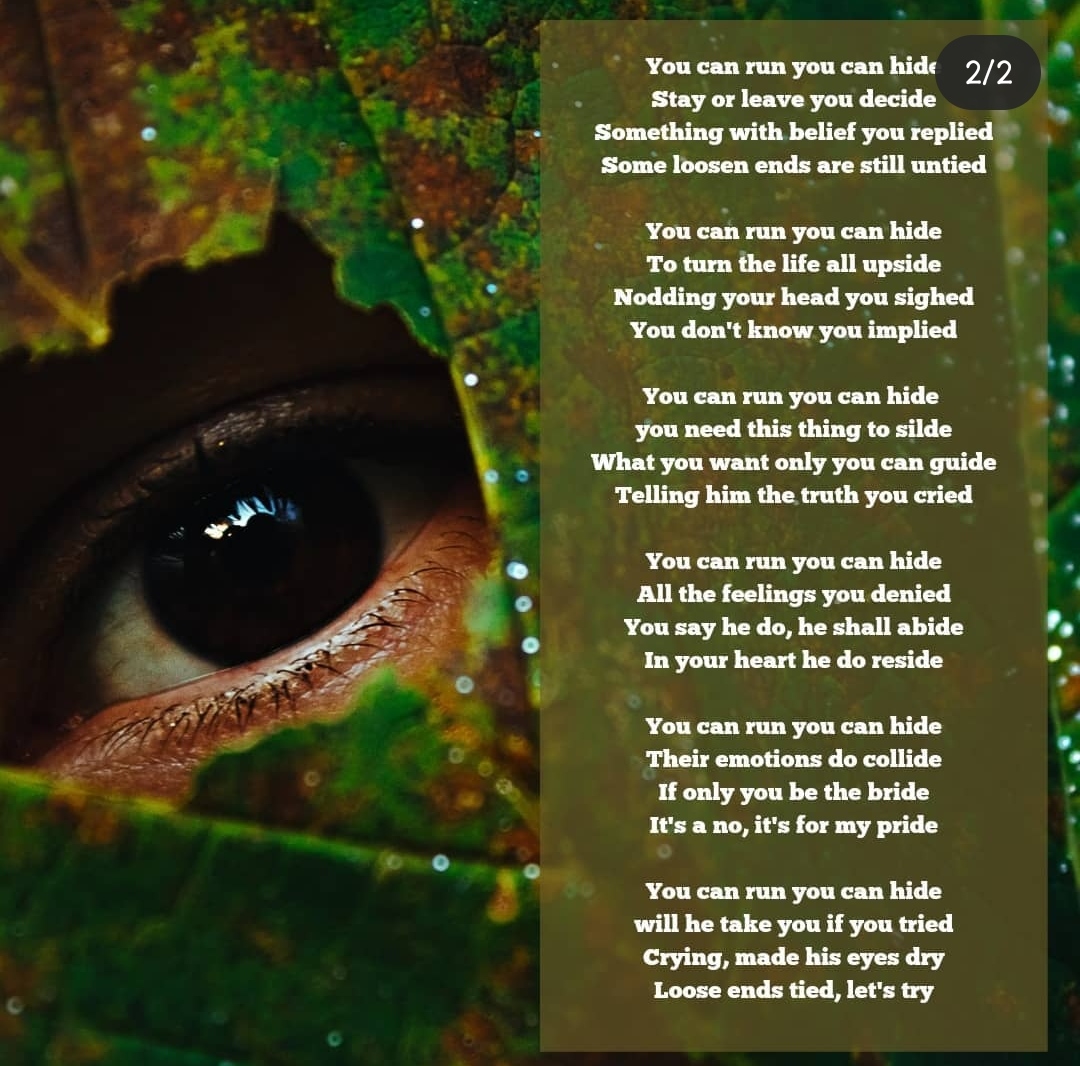 2/2
You can run you can hide
Stay or leave you decide
Something with belief you replied
Some loosen ends are still untied
You can run you can hide
To turn the life all upside
Nodding your head you sighed
You don't know you implied
You can run you can hide
you need this thing to silde
What you want only you can guide
Telling him the truth you cried
You can run you can hide
All the feelings you denied
You say he do, he shall abide
In your heart he do reside
You can run you can hide
Their emotions do collide
If only you be the bride
It's a no, it's for my pride
You can run you can hide
will he take you if you tried
Crying, made his eyes dry
Loose ends tied, let's try